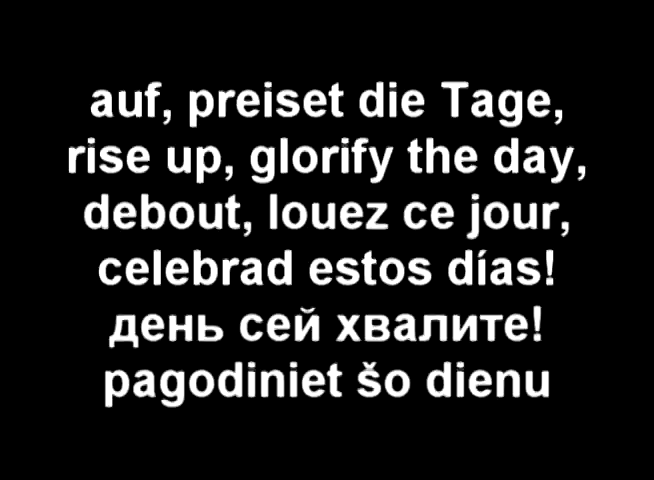 auf, preiset die Tage,
rise up, glorify the day,
debout, louez ce jour,
celebrad estos días!
день сей хвалите!
pagodiniet šo dienu